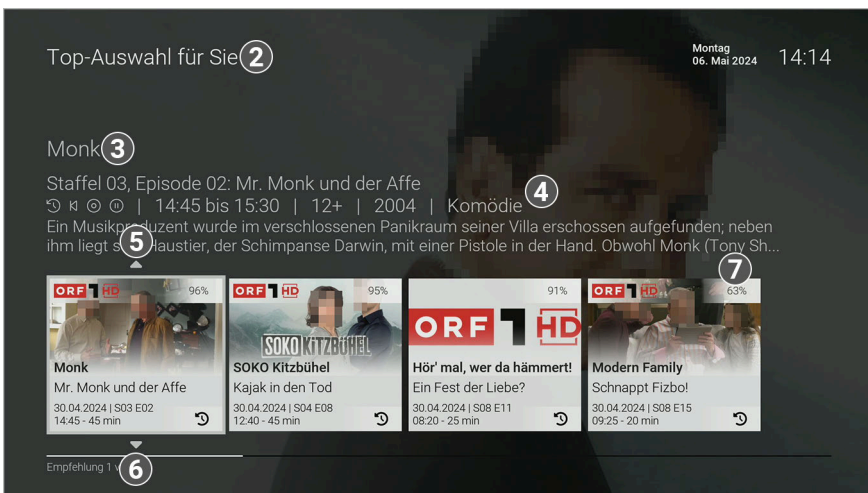 Top-Auswahl für Sie 2
Montag
06. Mai 2024 14:14
Monk 3
Staffel 03, Episode 02: Mr. Monk und der Affe
14:45 bis 15:30 | 12+ | 2004 | Komödie 4
Ein Musikproduzent wurde im verschlossenen Panikraum seiner Villa erschossen aufgefunden; neben
ihm liegt Haustier, der Schimpanse Darwin, mit einer Pistole in der Hand. Obwohl Monk (Tony Sh...
5
7
ORF 1 HD 96%
Monk
Mr. Monk und der Affe
30.04.2024 | S03 E02
14:45 - 45 min
ORF 1 HD 95%
SOKO KITZBÜHEL
SOKO Kitzbühel
Kajak in den Tod
30.04.2024 | S04 E08
12:40 - 45 min
91%
ORF 1 HD
Hör' mal, wer da hämmert!
Ein Fest der Liebe?
30.04.2024 | S08 E11
08:20 - 25 min
ORF 1 HD 63%
Modern Family
Schnappt Fizbo!
30.04.2024 | S08 E15
09:25 - 20 min
Empfehlung 1
6